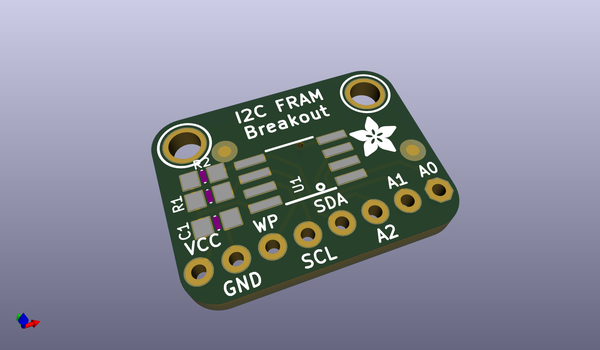 I2C FRAM
Breakout
R2
R1
U1
C1
VCC
GND
WP
SCL
SDA
A2
A1
A0